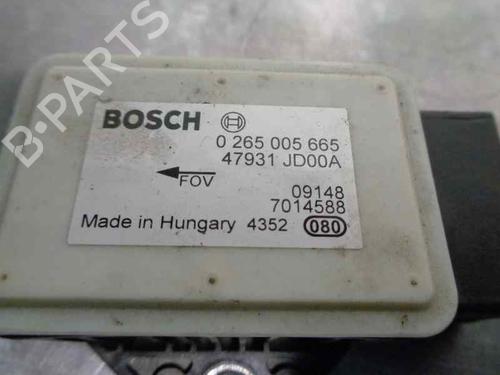 BOSCH
0 265 005 665
47931 JD00A
FOV
09148
7014588
Made in Hungary 4352 080
B-PARTS